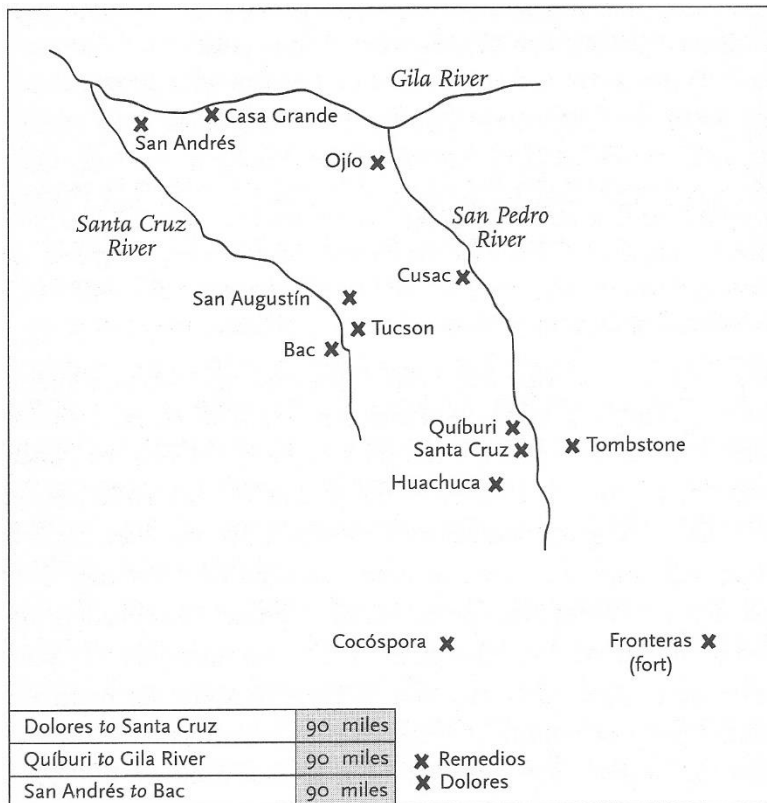 Gila River
Casa Grande
San Andrés
Ojío
Santa Cruz
River
San Pedro
River
Cusac
San Augustín
Tucson
Bac
Quíburi
Santa Cruz
Tombstone
Huachuca
Cocóspora
Fronteras
(fort)
Dolores to Santa Cruz 90 miles
Quíburi to Gila River 90 miles
San Andrés to Bac 90 miles
Remedios
Dolores